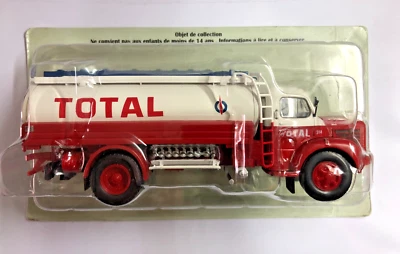 Objet de collection
Ne convient pas aux enfants de moins de 14 ans . Informations à lire et à conserver.
TOTAL
TOTAL